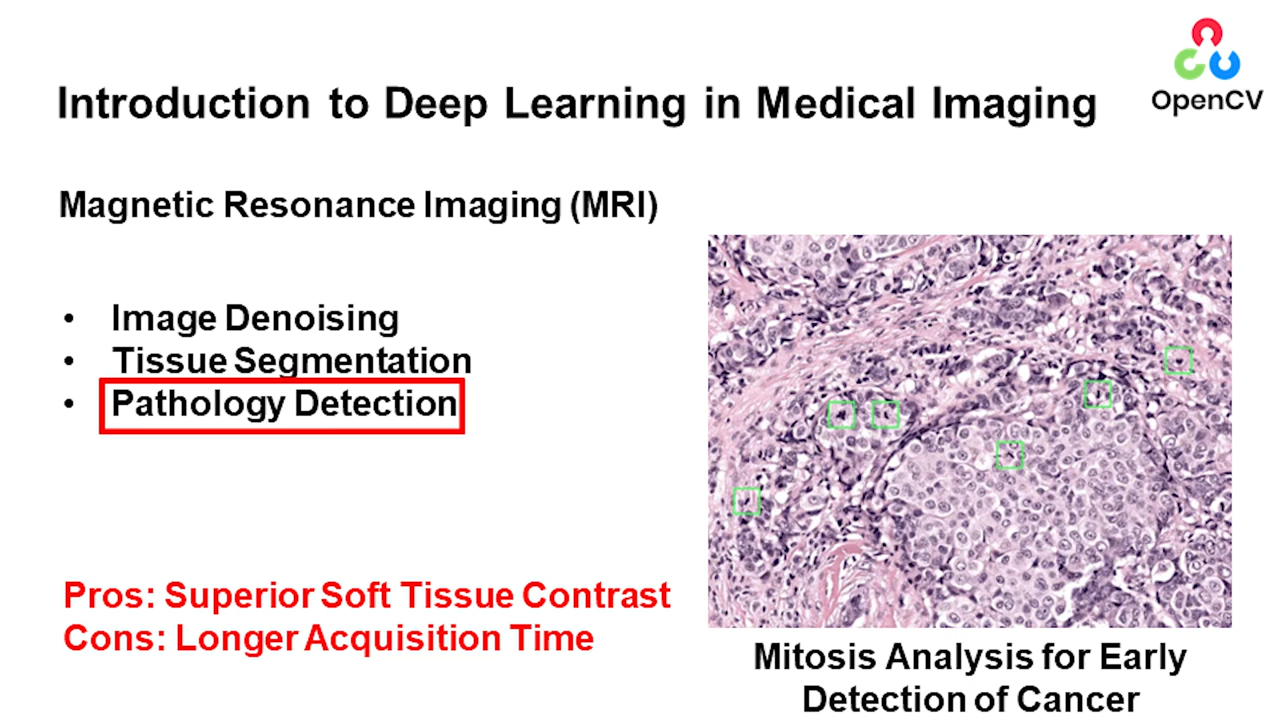 OpenCV
Introduction to Deep Learning in Medical Imaging
Magnetic Resonance Imaging (MRI)
• Image Denoising
• Tissue Segmentation
• Pathology Detection
Pros: Superior Soft Tissue Contrast
Cons: Longer Acquisition Time
Mitosis Analysis for Early
Detection of Cancer